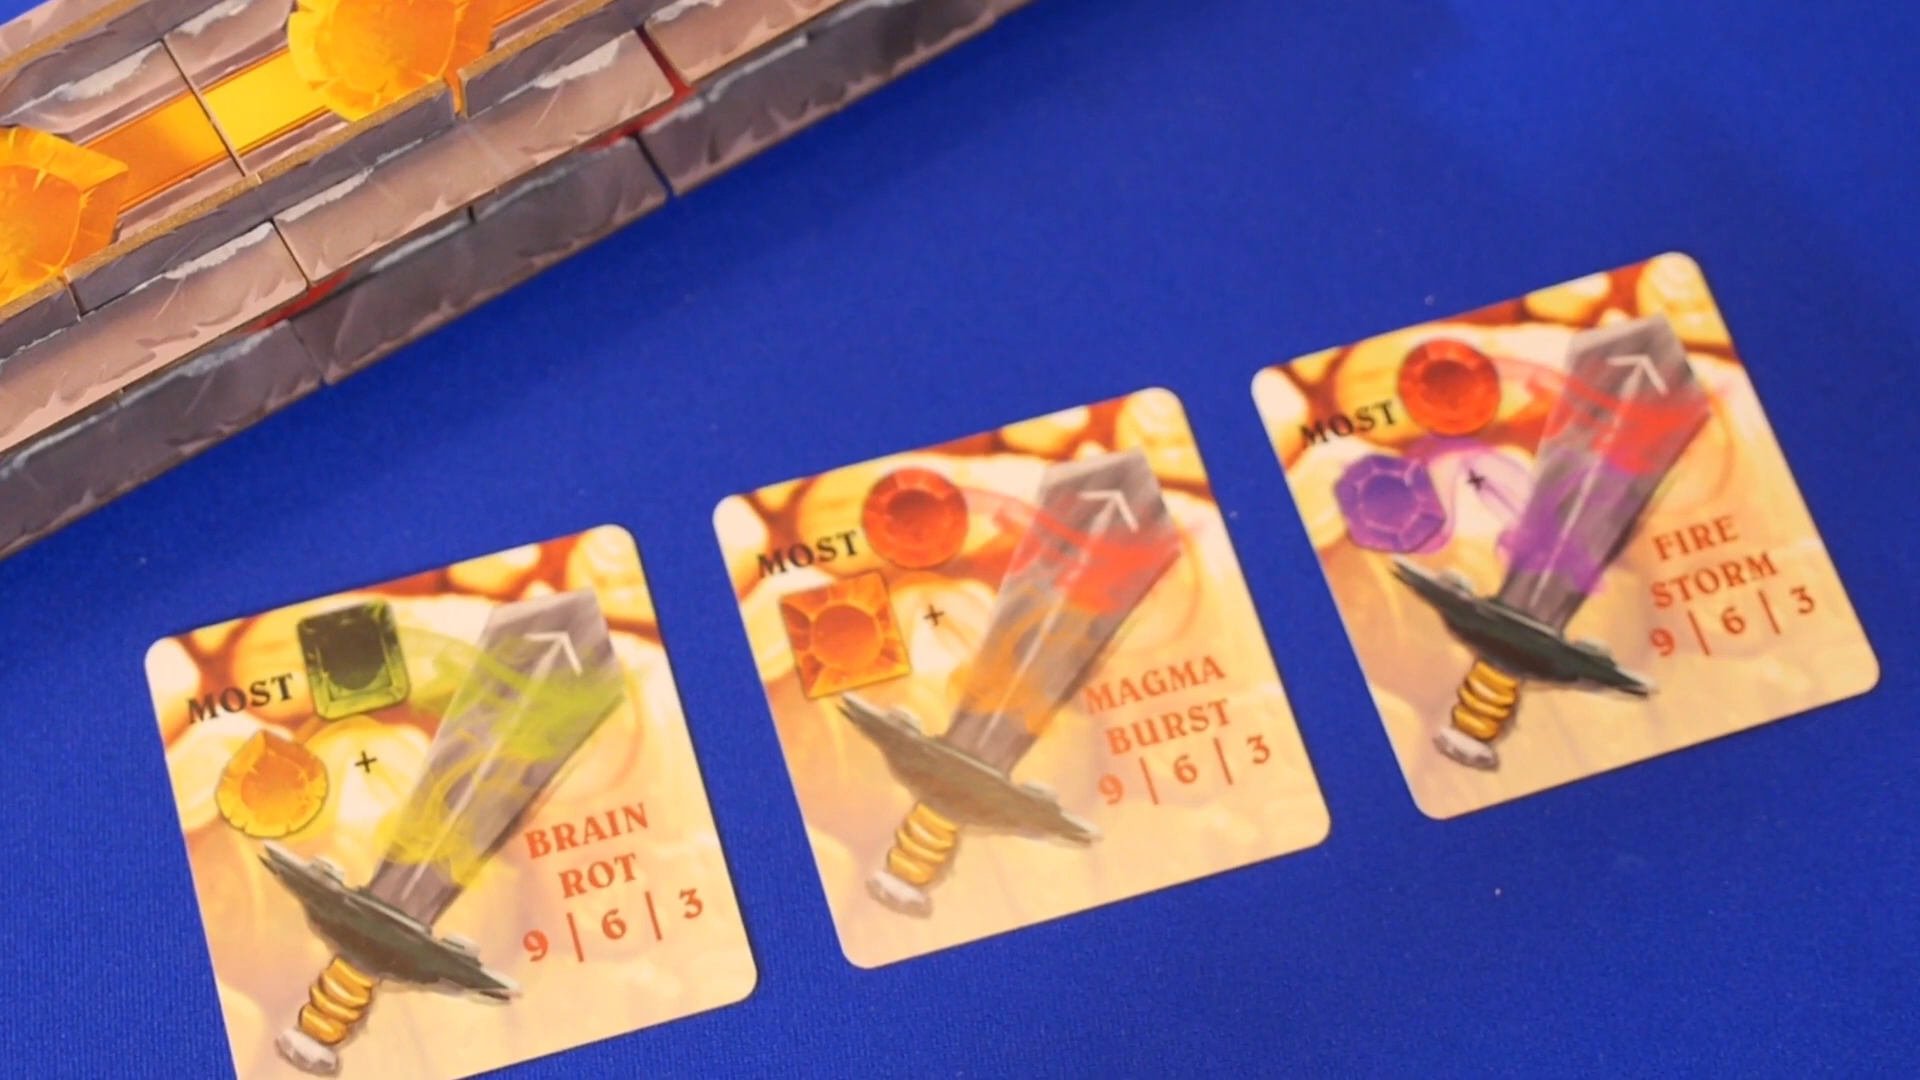 MOST
+
BRAIN
ROT
9 | 6 | 3
MOST
+
MAGMA
BURST
9 | 6 | 3
MOST
+
FIRE
STORM
9 | 6 | 3